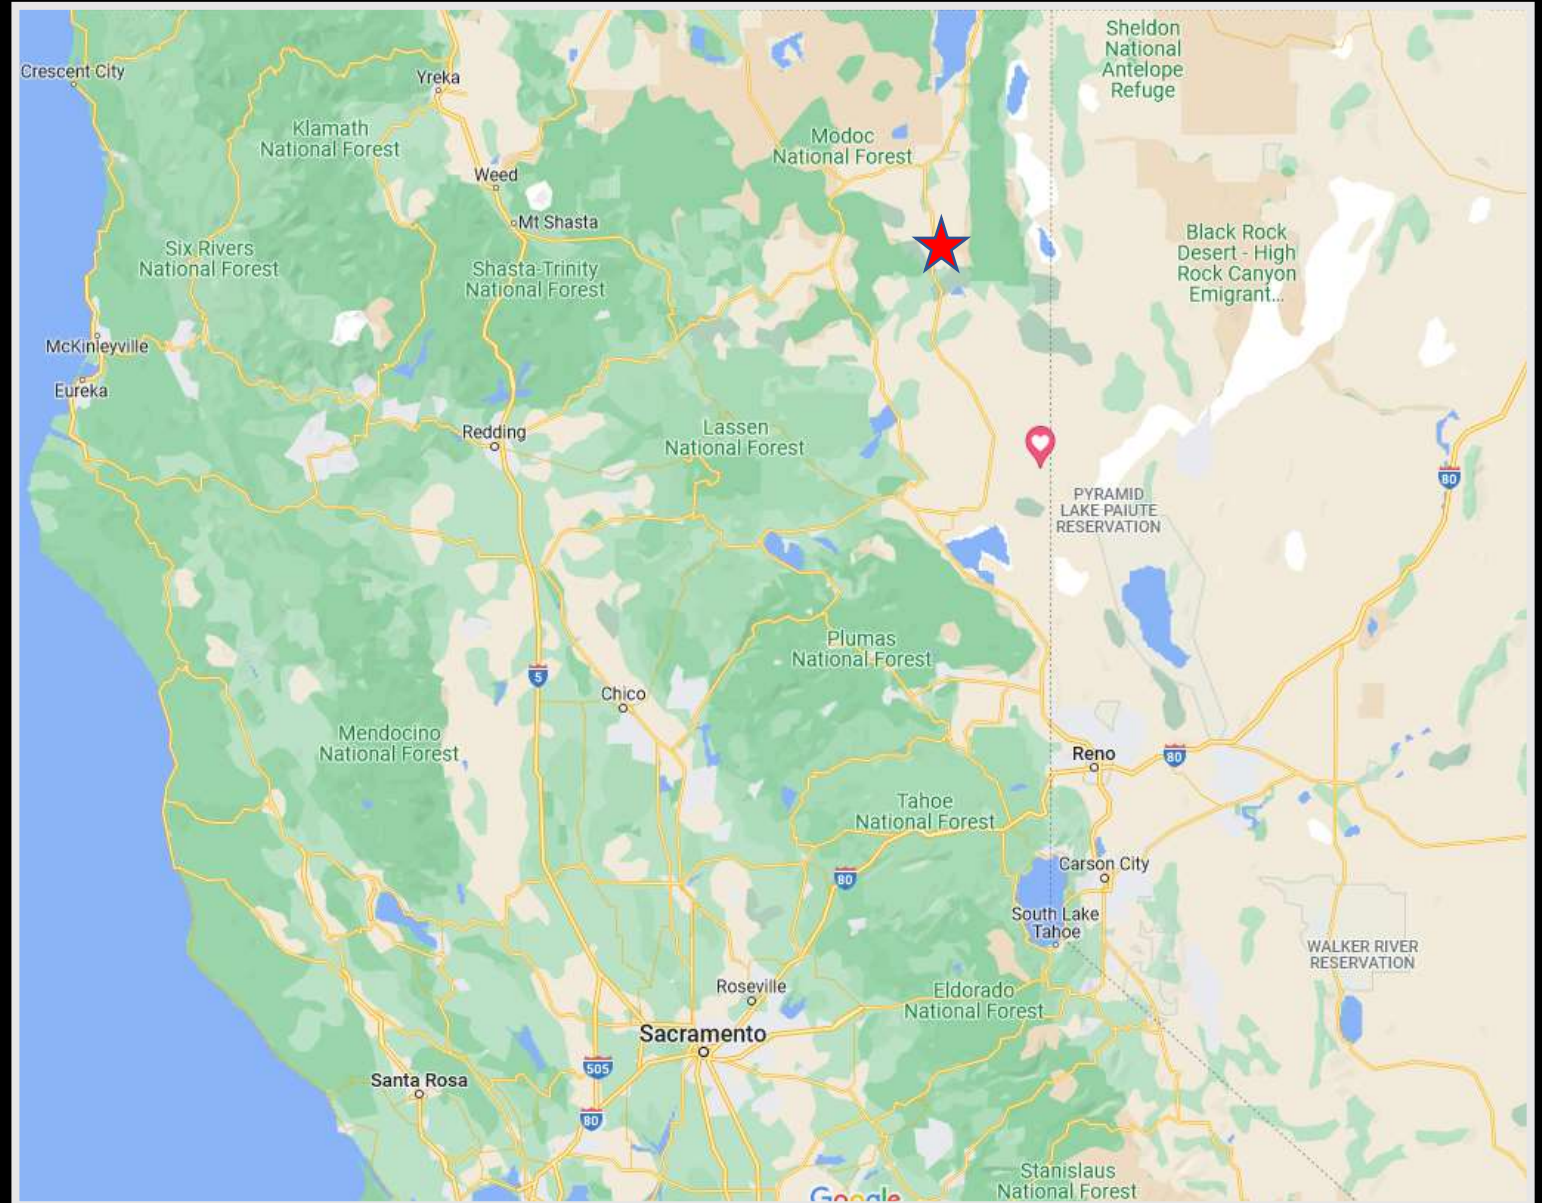 Sheldon
National
Antelope
Refuge
Crescent City
Yreka
Klamath
National Forest
Modoc
National Forest
Weed
Mt Shasta
Six Rivers
National Forest
Shasta-Trinity
National Forest
Black Rock
Desert - High
Rock Canyon
Emigrant...
McKinleyville
Eureka
Redding
Lassen
National Forest
80
PYRAMID
LAKE PAIUTE
RESERVATION
Plumas
National Forest
5
Chico
Mendocino
National Forest
Reno
80
Tahoe
National Forest
80
Carson City
South Lake
Tahoe
WALKER RIVER
RESERVATION
Roseville
Eldorado
National Forest
Sacramento
505
Santa Rosa
80
Stanislaus
National Forest
Google